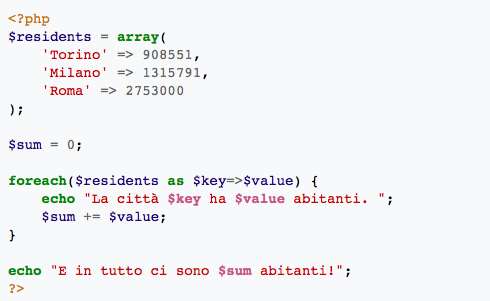 <?php
$residents = array(
    'Torino' => 908551,
    'Milano' => 1315791,
    'Roma' => 2753000
);

$sum = 0;

foreach($residents as $key=>$value) {
    echo "La città $key ha $value abitanti. ";
    $sum += $value;
}

echo "E in tutto ci sono $sum abitanti!";
?>